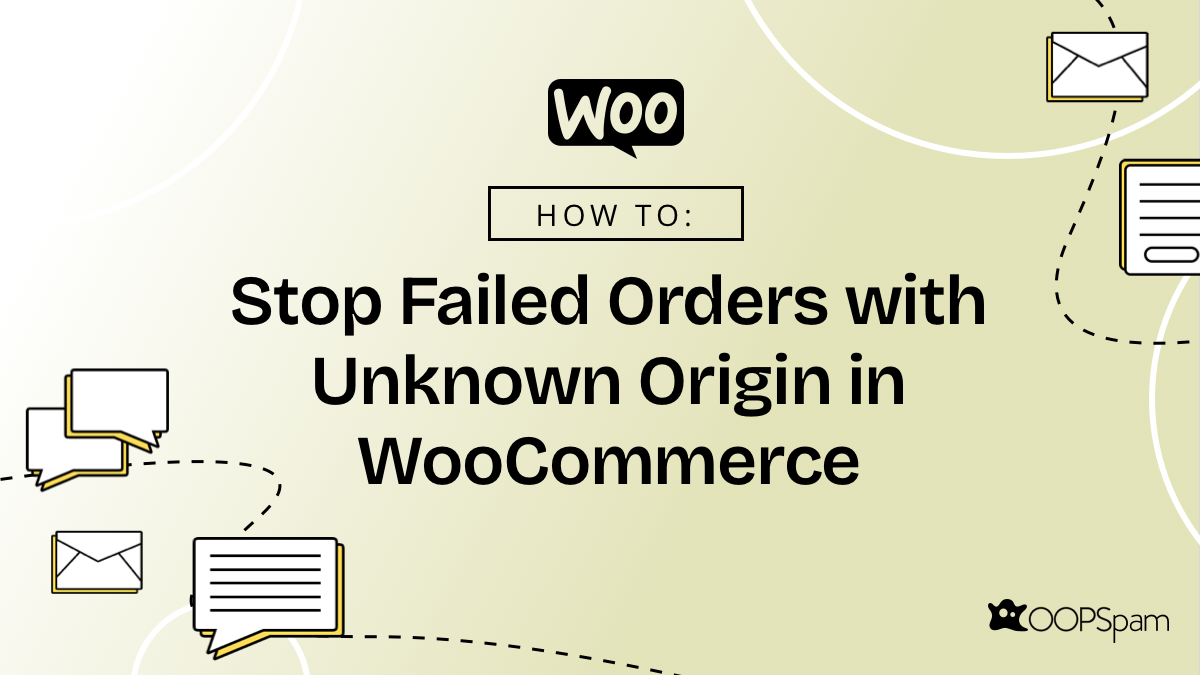 Woo
HOW TO:
Stop Failed Orders with
Unknown Origin in
WooCommerce
OOPSpam